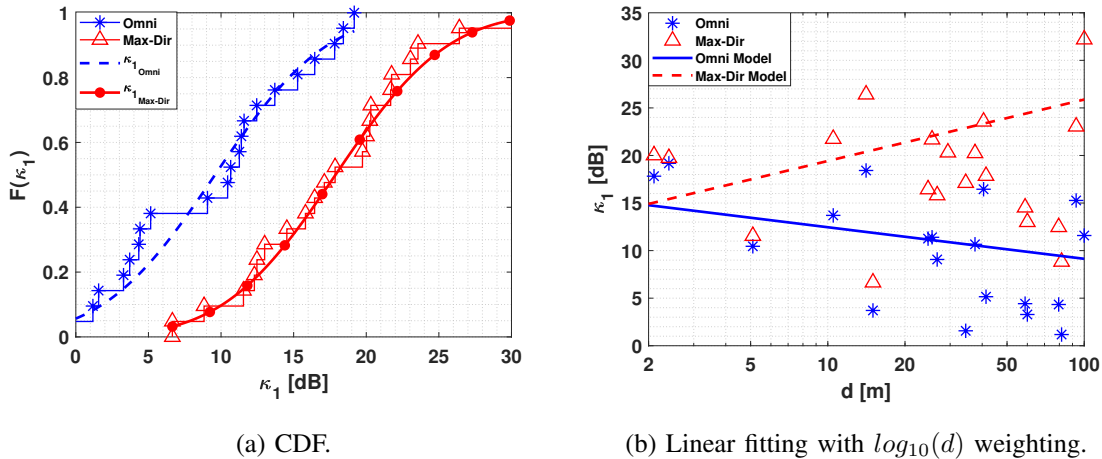 1
0.8
0.6
0.4
0.2
0
F(κ1)
Omni
Max-Dir
κ1Omni
κ1Max-Dir
0 5 10 15 20 25 30
κ1 [dB]
(a) CDF.
35
30
25
20
15
10
5
0
κ1 [dB]
Omni
Max-Dir
Omni Model
Max-Dir Model
2 10 20 100
d [m]
(b) Linear fitting with log10(d) weighting.